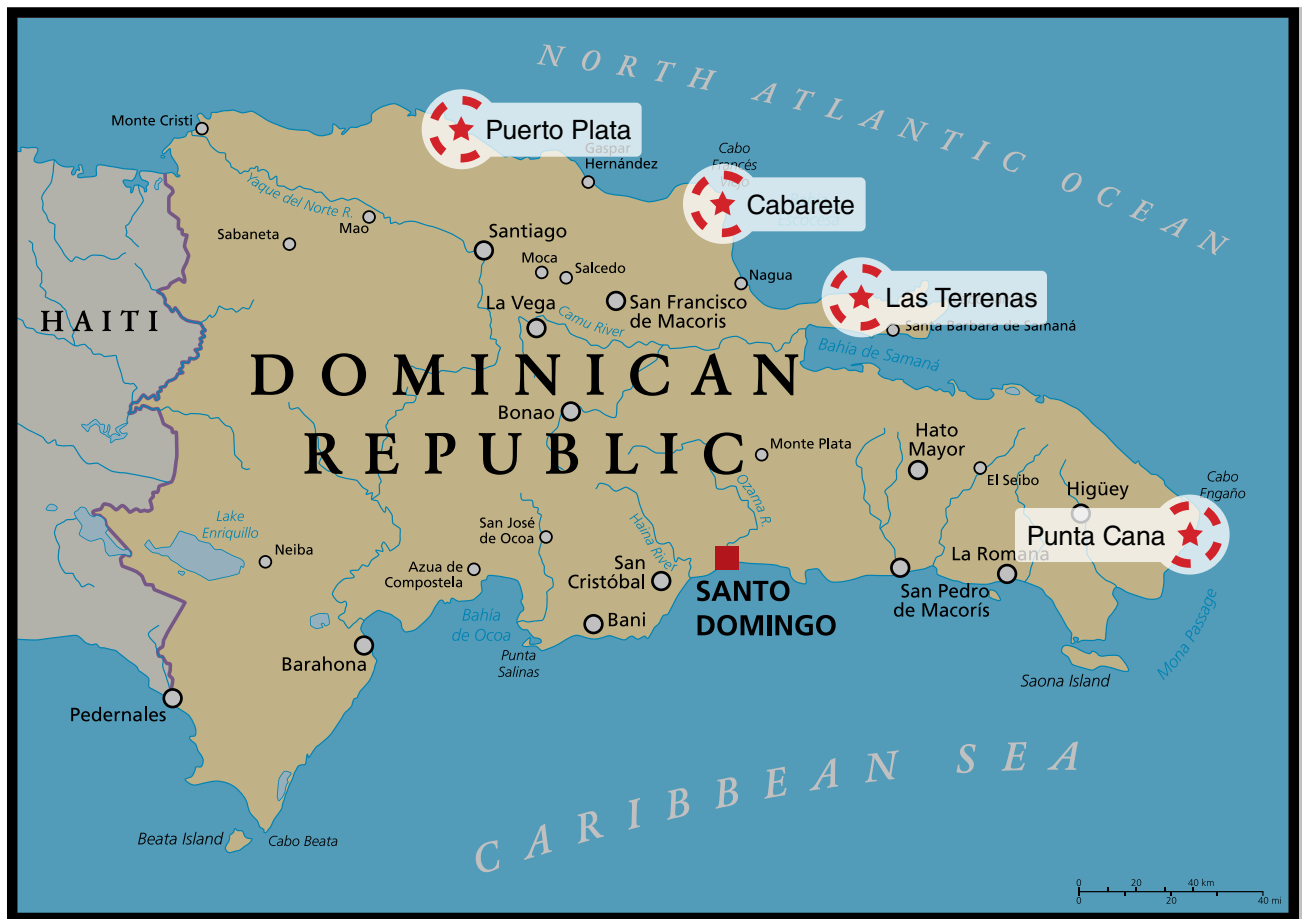 NORTH ATLANTIC OCEAN
Monte Cristi
Puerto Plata
Gaspar
Hernández
Cabo
Francés
Viejo
Cabarete
Yaque del Norte R.
Mao
Sabaneta
Santiago
Moca
Salcedo
Nagua
La Vega
San Francisco
de Macoris
Camu River
Las Terrenas
Santa Barbara de Samaná
Bahía de Samaná
HAITI
DOMINICAN
REPUBLIC
Bonao
Monte Plata
Hato
Mayor
El Seibo
Higüey
Cabo
Engaño
Punta Cana
Ozama R.
Haina River
Lake
Enriquillo
Neiba
San José
de Ocoa
Azua de
Compostela
San
Cristóbal
SANTO
DOMINGO
La Romana
San Pedro
de Macorís
Bani
Bahía
de Ocoa
Punta
Salinas
Barahona
Pedernales
Saona Island
Mona Passage
CARIBBEAN SEA
Beata Island
Cabo Beata
0 20 40 km
0 20 40 mi